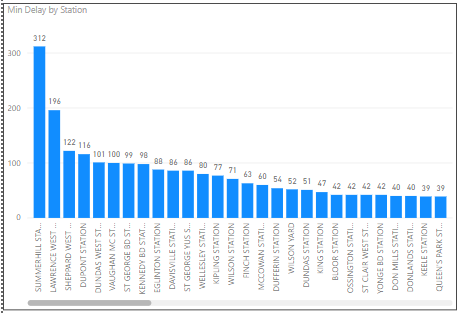 Min Delay by Station
300
200
100
0
312
196
122
116
101
100
99
98
88
86
86
80
77
71
63
60
54
52
51
47
42
42
42
42
40
40
39
39
SUMMERHILL STA...
LAWRENCE WEST ...
SHEPPARD WEST ...
DUPONT STATION
DUNDAS WEST ST...
VAUGHAN MC ST...
ST GEORGE BD ST...
KENNEDY BD STAT...
EGLINTON STATION
DAVISVILLE STATI...
ST GEORGE YUS S...
WELLESLEY STATI...
KIPLING STATION
WILSON STATION
FINCH STATION
MCCOWAN STATI...
DUFFERIN STATION
WILSON YARD
DUNDAS STATION
KING STATION
BLOOR STATION
OSSINGTON STATI...
ST CLAIR WEST ST...
YONGE BD STATION
DON MILLS STATI...
DONLANDS STATI...
KEELE STATION
QUEEN'S PARK ST...